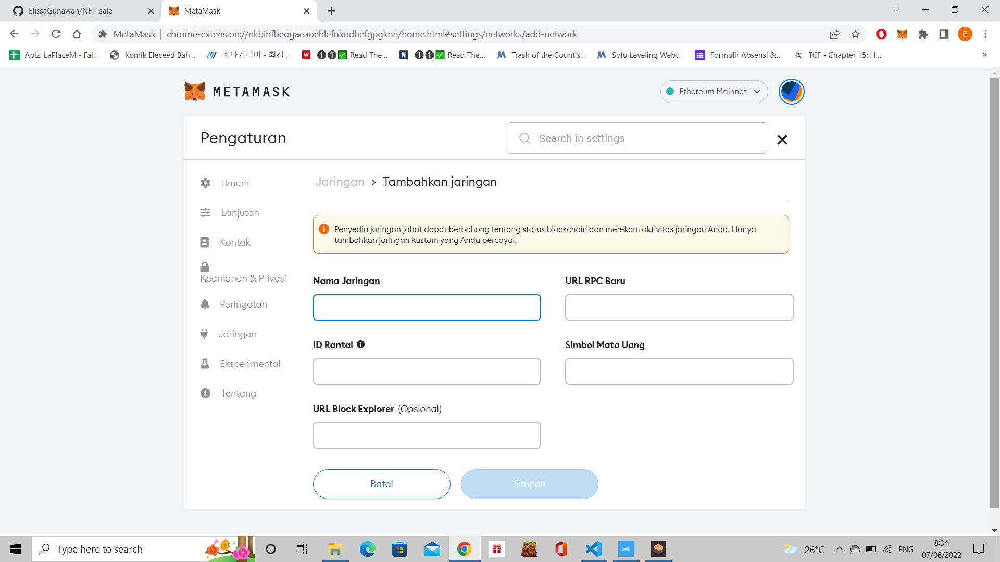 ElissaGunawan/NFT-sale
MetaMask
MetaMask | chrome-extension://nkbihfbeogaeaoehlefnkodbefgpgknn/home.html#settings/networks/add-network
E
Aplz: LaPlaceM - Fai...
Komik Eleceed Bah...
소나기티비 - 최신...
W
❶❶✅ Read The...
N
❶❶✅ Read The...
Trash of the Count's...
Solo Leveling Webt...
Formulir Absensi &...
TCF - Chapter 15: H...
»
METAMASK
Ethereum Mainnet
Pengaturan
Search in settings
Umum
Lanjutan
Kontak
Keamanan & Privasi
Peringatan
Jaringan
Eksperimental
Tentang
Jaringan > Tambahkan jaringan
Penyedia jaringan jahat dapat berbohong tentang status blockchain dan merekam aktivitas jaringan Anda. Hanya
tambahkan jaringan kustom yang Anda percayai.
Nama Jaringan
URL RPC Baru
ID Rantai
Simbol Mata Uang
URL Block Explorer (Opsional)
Batal
Simpan
Type here to search
26°C
ENG
8:34
07/06/2022